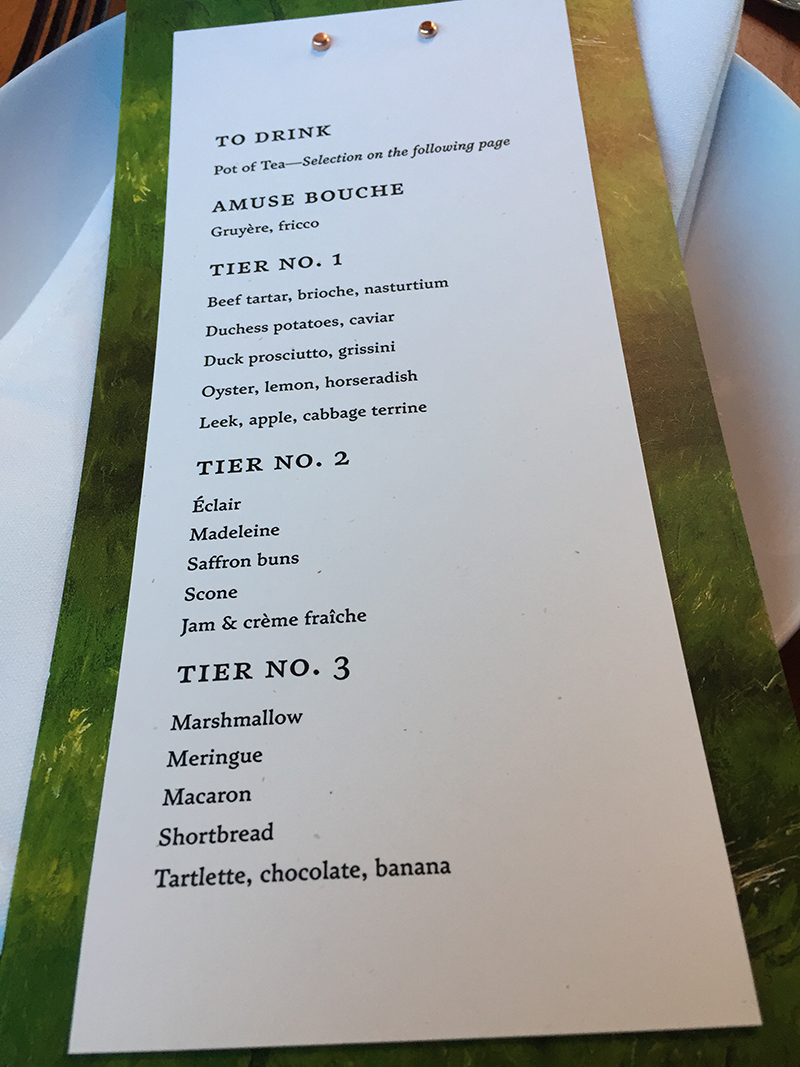 TO DRINK
Pot of Tea—Selection on the following page
AMUSE BOUCHE
Gruyère, fricco
TIER NO. 1
Beef tartar, brioche, nasturtium
Duchess potatoes, caviar
Duck prosciutto, grissini
Oyster, lemon, horseradish
Leek, apple, cabbage terrine
TIER NO. 2
Éclair
Madeleine
Saffron buns
Scone
Jam & crème fraîche
TIER NO. 3
Marshmallow
Meringue
Macaron
Shortbread
Tartlette, chocolate, banana